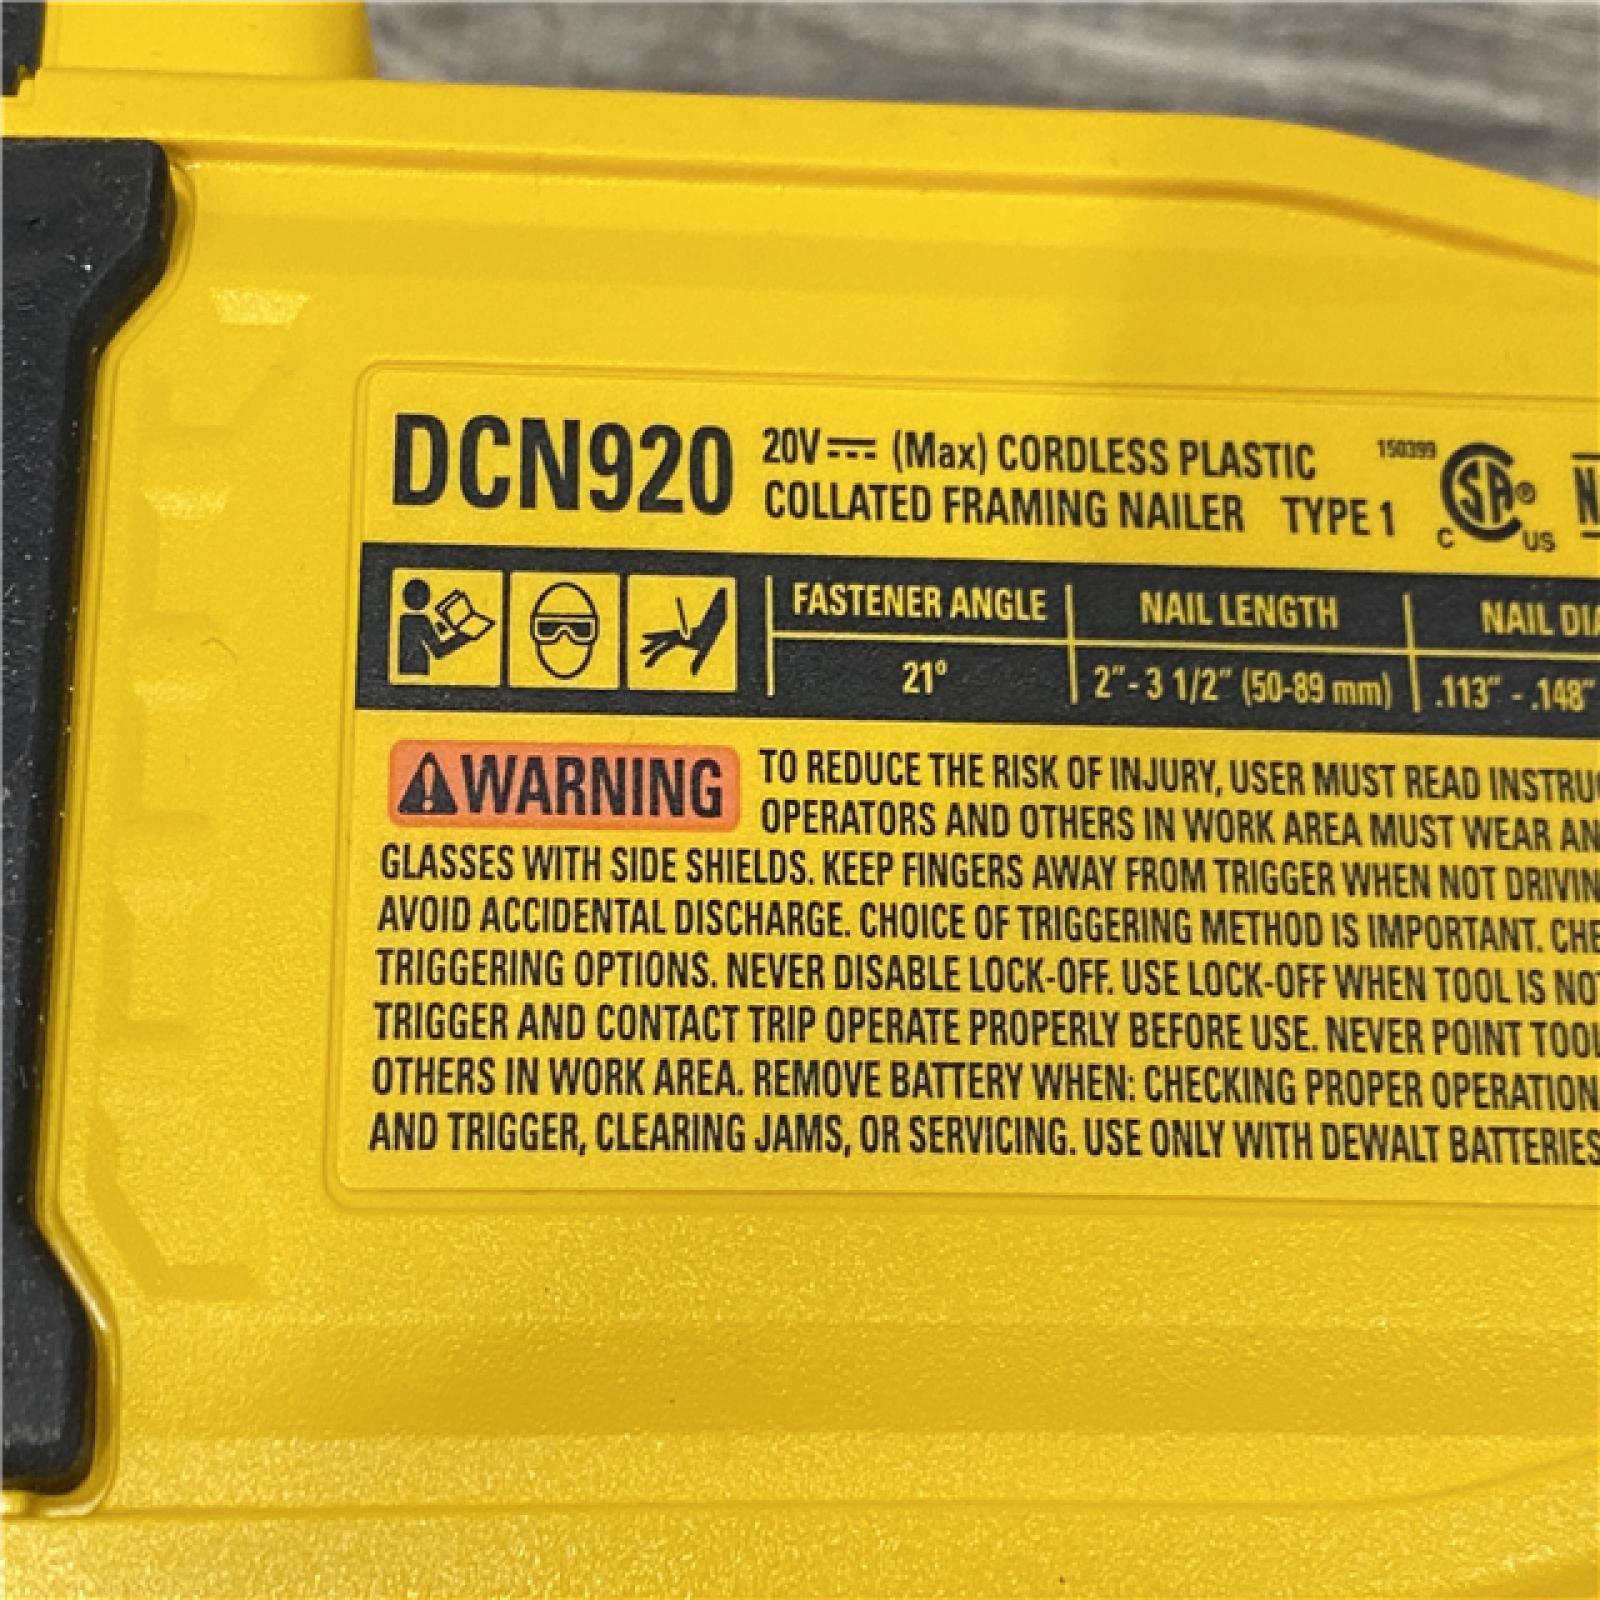 DCN920 20V (Max) CORDLESS PLASTIC
COLLATED FRAMING NAILER TYPE 1
150399
CSA®
C US
FASTENER ANGLE NAIL LENGTH NAIL
21° 2" - 3 1/2" (50-89 mm) .113" - .148"
WARNING TO REDUCE THE RISK OF INJURY, USER MUST READ
OPERATORS AND OTHERS IN WORK AREA MUST WEAR
GLASSES WITH SIDE SHIELDS. KEEP FINGERS AWAY FROM TRIGGER WHEN NOT
AVOID ACCIDENTAL DISCHARGE. CHOICE OF TRIGGERING METHOD IS IMPORTANT.
TRIGGERING OPTIONS. NEVER DISABLE LOCK-OFF. USE LOCK-OFF WHEN TOOL IS
TRIGGER AND CONTACT TRIP OPERATE PROPERLY BEFORE USE. NEVER POINT
OTHERS IN WORK AREA. REMOVE BATTERY WHEN: CHECKING PROPER OPERATION
AND TRIGGER, CLEARING JAMS, OR SERVICING. USE ONLY WITH DEWALT BATTERIES